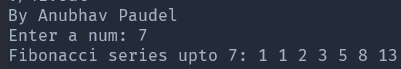 By Anubhav Paudel
Enter a num: 7
Fibonacci series upto 7: 1 1 2 3 5 8 13